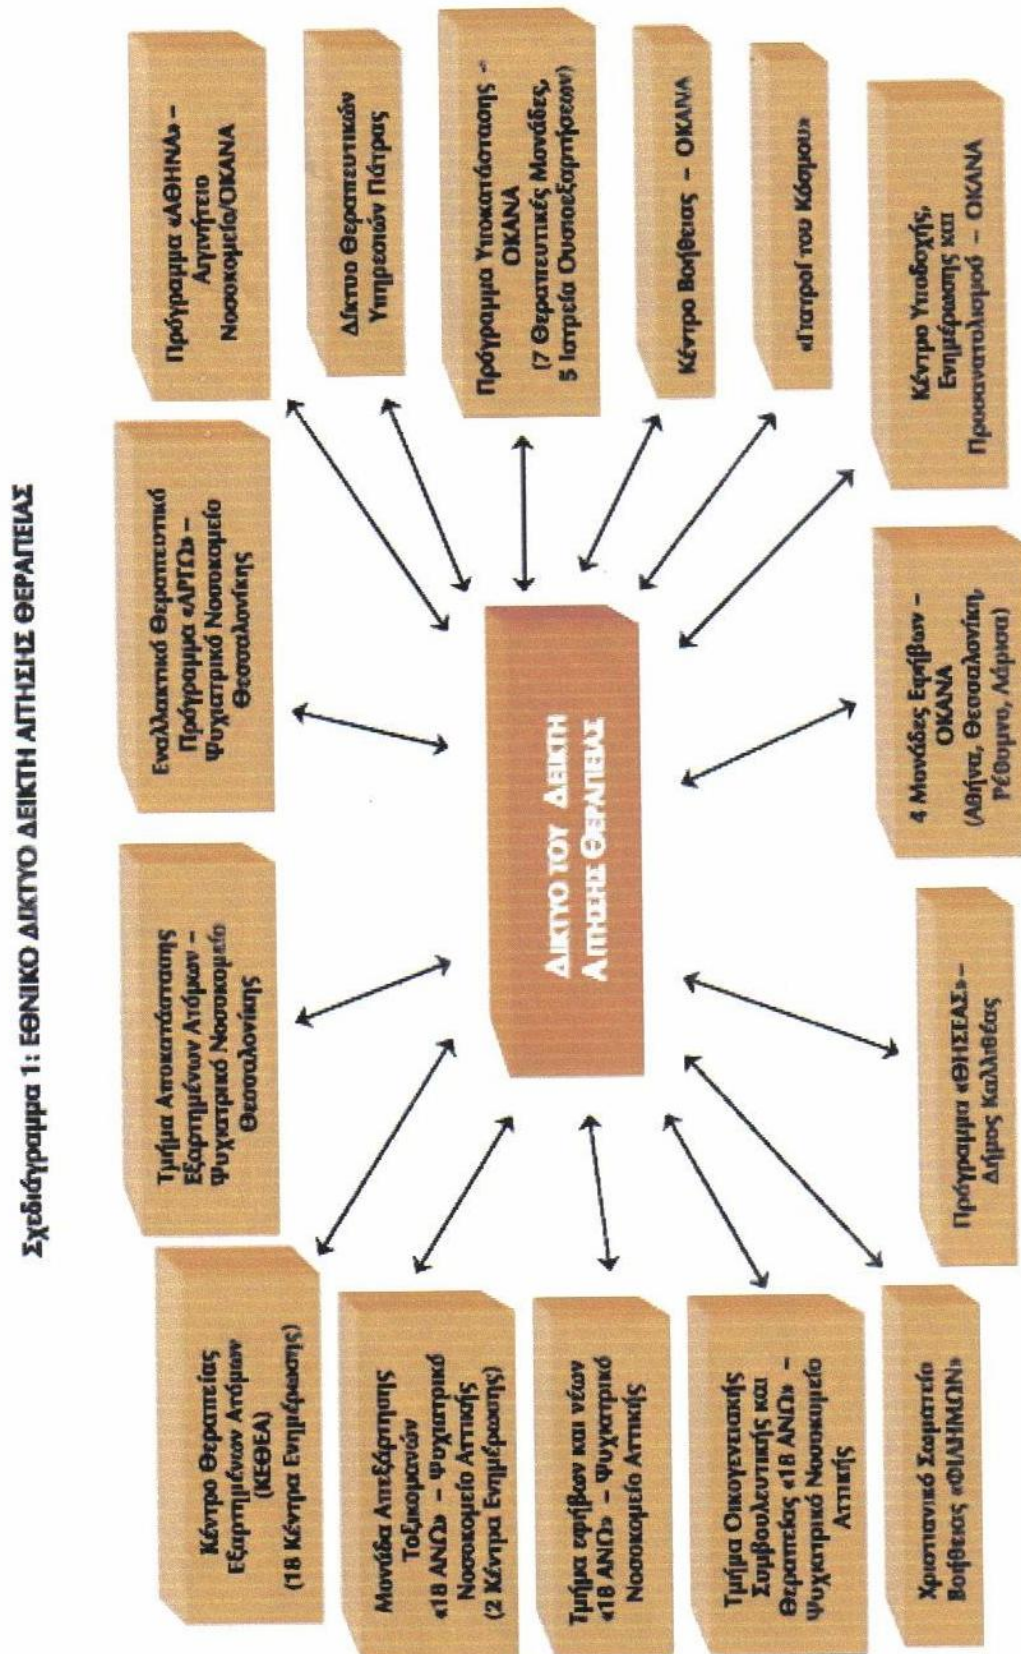 Σχεδιάγραμμα 1: ΕΘΝΙΚΟ ΔΙΚΤΥΟ ΔΕΙΚΤΗ ΑΙΤΗΣΗΣ ΘΕΡΑΠΕΙΑΣ
Κέντρο Θεραπείας
Εξαρτημένων Ατόμων
(ΚΕΘΕΑ)
(18 Κέντρα Ενημέρωσης)
Τμήμα Αποκατάστασης
Εξαρτημένων Ατόμων –
Ψυχιατρικό Νοσοκομείο
Θεσσαλονίκης
Εναλλακτικό Θεραπευτικό
Πρόγραμμα «ΑΡΓΩ» –
Ψυχιατρικό Νοσοκομείο
Θεσσαλονίκης
Πρόγραμμα «ΑΘΗΝΑ» –
Αιγινήτειο
Νοσοκομείο/ΟΚΑΝΑ
Μονάδα Απεξάρτησης
Τοξικομανών
«18 ΑΝΩ» – Ψυχιατρικό
Νοσοκομείο Αττικής
(2 Κέντρα Ενημέρωσης)
Δίκτυο Θεραπευτικών
Υπηρεσιών Πάτρας
Τμήμα εφήβων και νέων
«18 ΑΝΩ» – Ψυχιατρικό
Νοσοκομείο Αττικής
ΔΙΚΤΥΟ ΤΟΥ ΔΕΙΚΤΗ
ΑΙΤΗΣΗΣ ΘΕΡΑΠΕΙΑΣ
Πρόγραμμα Υποκατάστασης –
ΟΚΑΝΑ
(7 Θεραπευτικές Μονάδες,
5 Ιατρεία Ουσιοεξαρτήσεων)
Τμήμα Οικογενειακής
Συμβουλευτικής και
Θεραπείας «18 ΑΝΩ» –
Ψυχιατρικό Νοσοκομείο
Αττικής
Κέντρο Βοήθειας – ΟΚΑΝΑ
«Γιατροί του Κόσμου»
Χριστιανικό Σωματείο
Βοήθειας «ΦΙΛΗΜΩΝ»
Πρόγραμμα «ΘΗΣΕΑΣ» –
Δήμος Καλλιθέας
4 Μονάδες Εφήβων –
ΟΚΑΝΑ
(Αθήνα, Θεσσαλονίκη,
Ρέθυμνο, Λάρισα)
Κέντρο Υποδοχής,
Ενημέρωσης και
Προσανατολισμού – ΟΚΑΝΑ